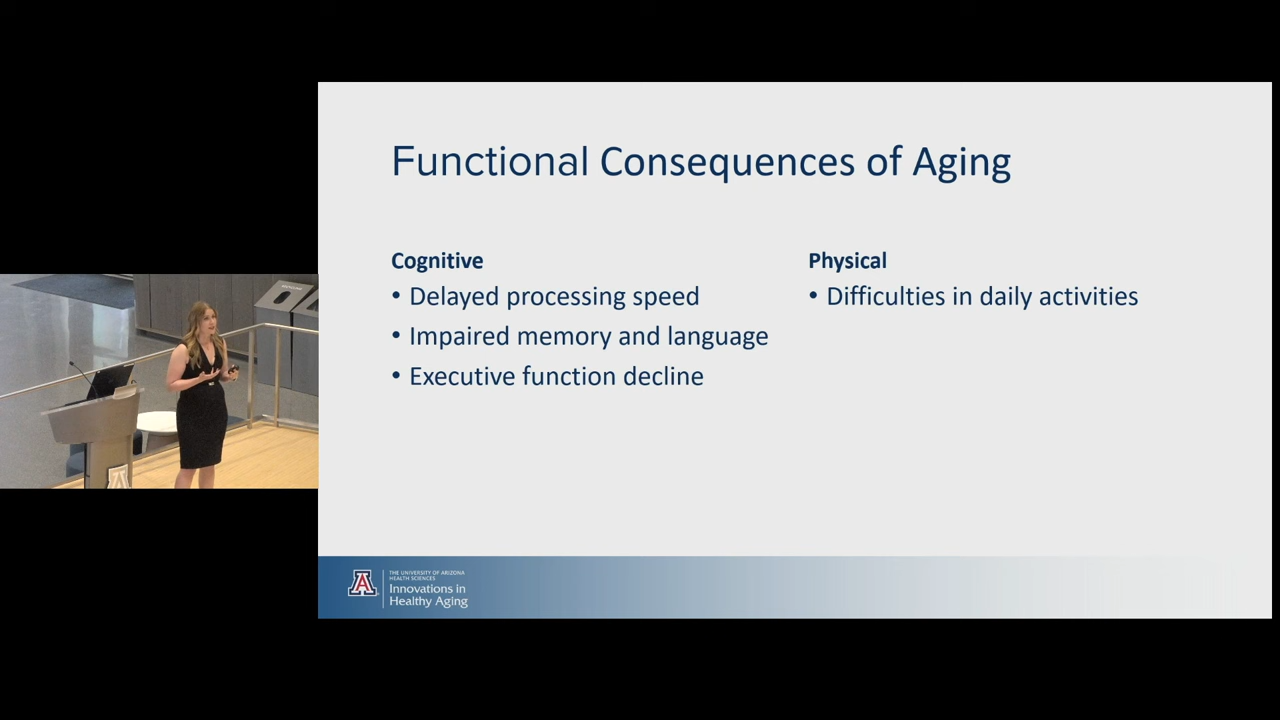 Functional Consequences of Aging
Cognitive
• Delayed processing speed
• Impaired memory and language
• Executive function decline
Physical
• Difficulties in daily activities
A
THE UNIVERSITY OF ARIZONA
HEALTH SCIENCES
Innovations in
Healthy Aging
A